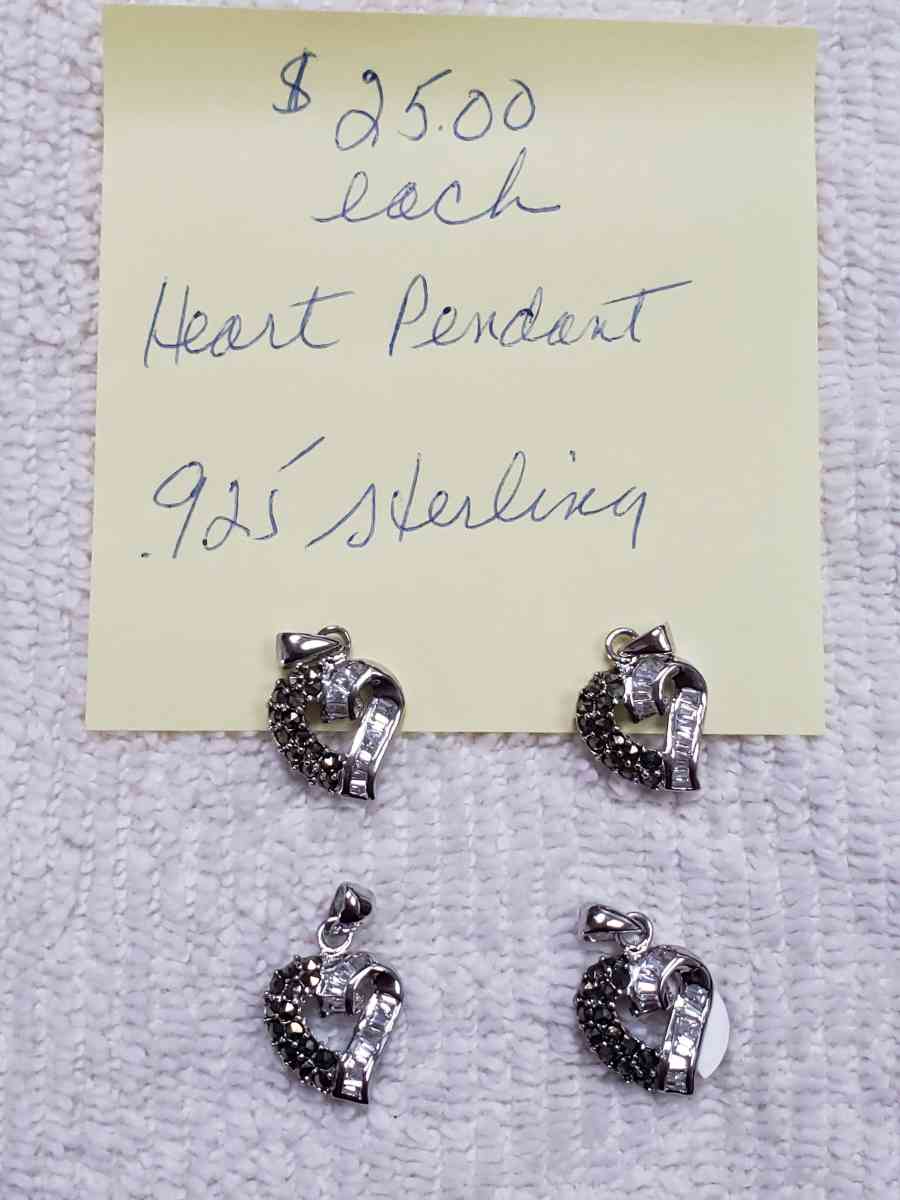 $ 25.00
each
Heart Pendant
.925 sterling